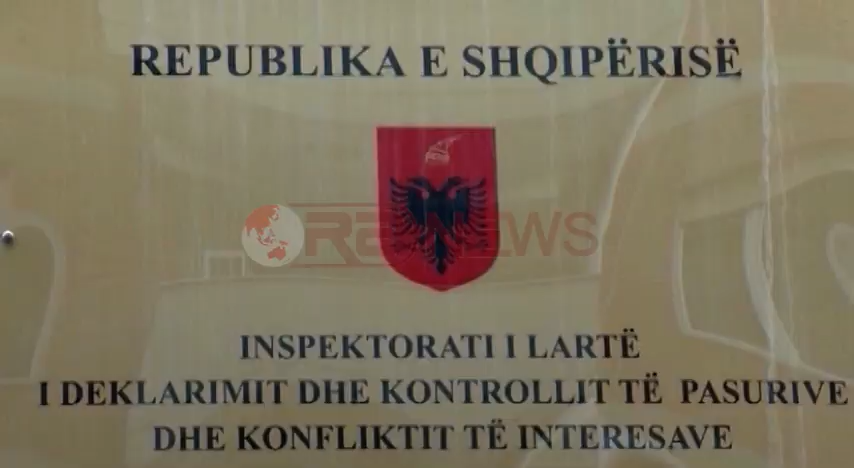 REPUBLIKA E SHQIPËRISË
INSPEKTORATI I LARTË
I DEKLARIMIT DHE KONTROLLIT TË PASURIVE
DHE KONFLIKTIT TË INTERESAVE